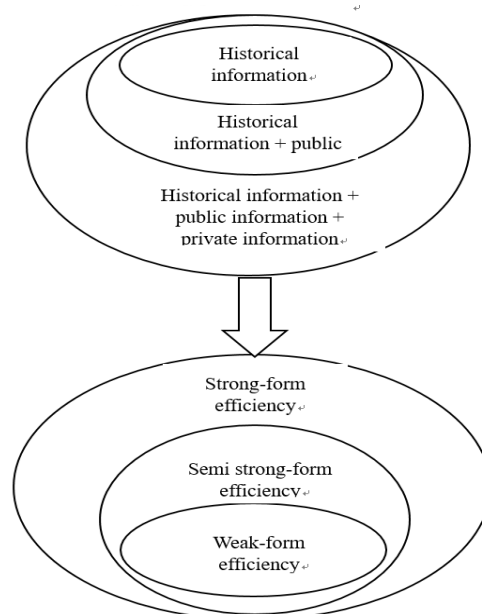 Historical
information
Historical
information + public
Historical information +
public information +
private information
Strong-form
efficiency
Semi strong-form
efficiency
Weak-form
efficiency